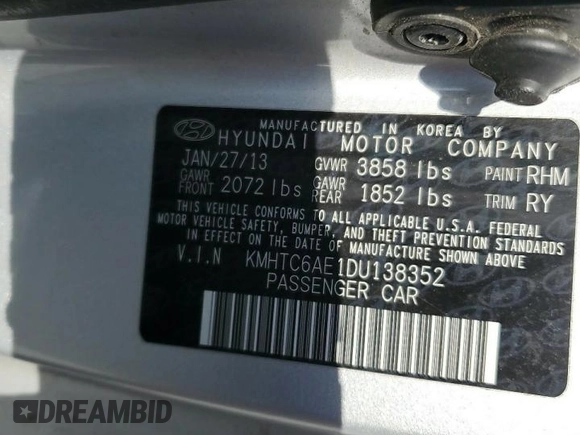 MANUFACTURED IN KOREA BY
HYUNDAI MOTOR COMPANY
JAN/27/13 GVWR 3858 lbs PAINT RHM
GAWR FRONT 2072 lbs GAWR REAR 1852 lbs TRIM RY
THIS VEHICLE CONFORMS TO ALL APPLICABLE U.S.A. FEDERAL
MOTOR VEHICLE SAFETY, BUMPER, AND THEFT PREVENTION STANDARDS
IN EFFECT ON THE DATE OF MANUFACTURE SHOWN ABOVE.
V.I.N KMHTC6AE1DU138352
PASSENGER CAR
DREAMBID